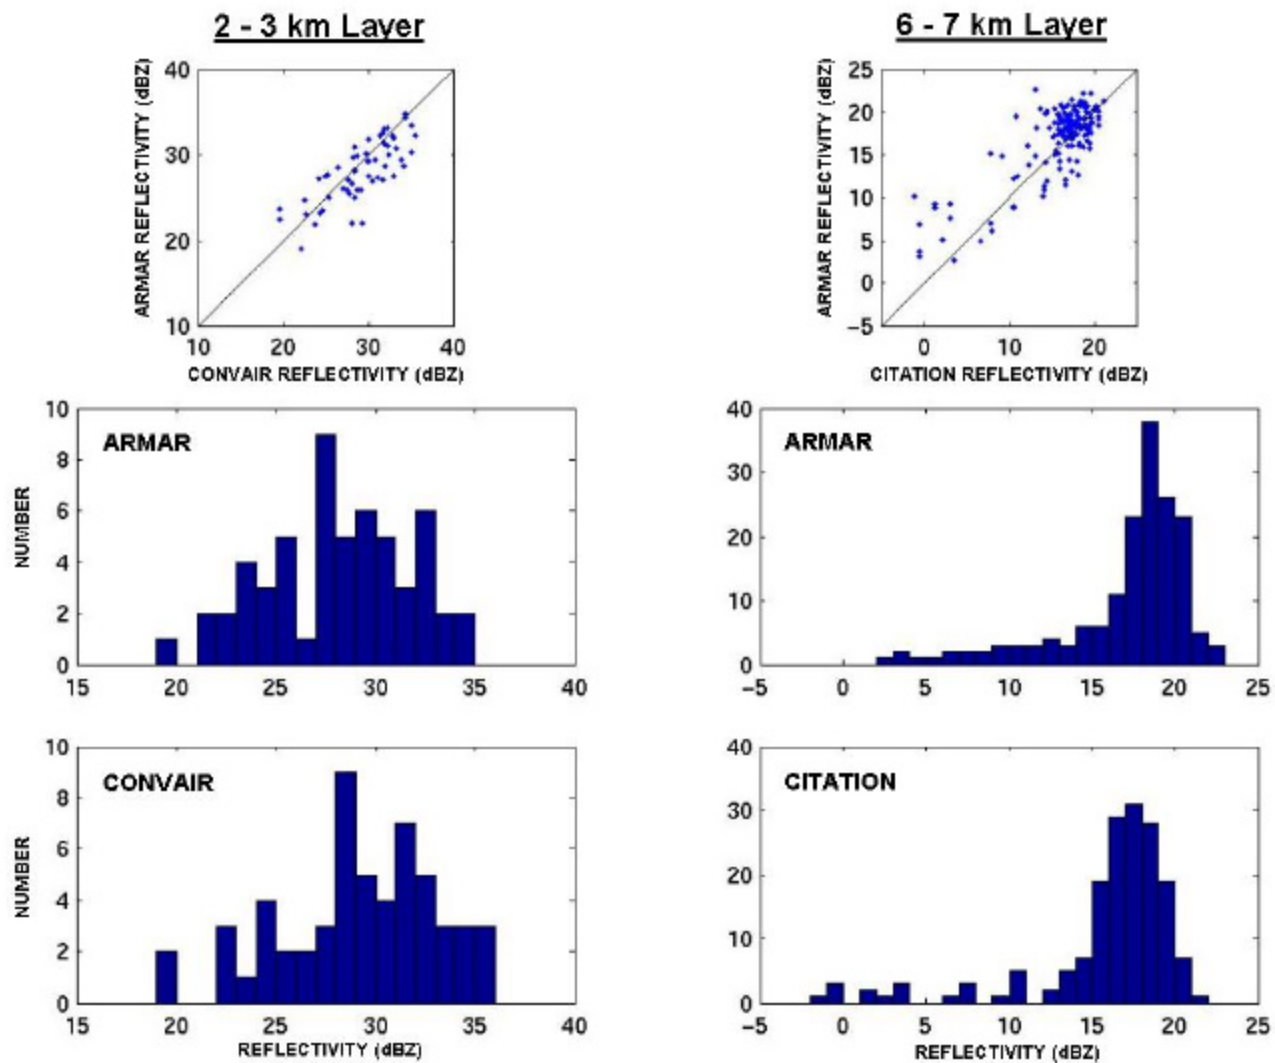 2 - 3 km Layer
40
30
20
10
10 20 30 40
ARMAR REFLECTIVITY (dBZ)
CONVAIR REFLECTIVITY (dBZ)
6 - 7 km Layer
25
20
15
10
5
0
−5
0 10 20
ARMAR REFLECTIVITY (dBZ)
CITATION REFLECTIVITY (dBZ)
10
8
6
4
2
0
15 20 25 30 35 40
NUMBER
ARMAR
40
30
20
10
0
−5 0 5 10 15 20 25
ARMAR
10
8
6
4
2
0
15 20 25 30 35 40
NUMBER
CONVAIR
REFLECTIVITY (dBZ)
40
30
20
10
0
−5 0 5 10 15 20 25
CITATION
REFLECTIVITY (dBZ)